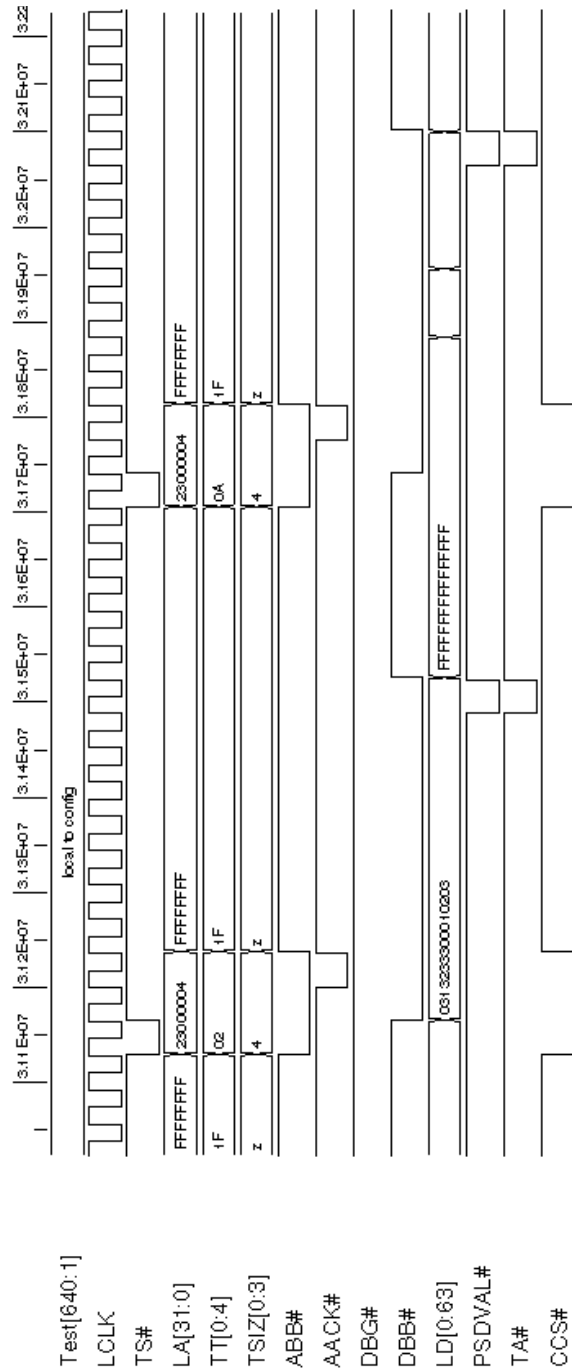 3.11E+07 3.12E+07 3.13E+07 3.14E+07 3.15E+07 3.16E+07 3.17E+07 3.18E+07 3.19E+07 3.2E+07 3.21E+07 3.22
Test[640:1] local to config
LCLK
TS#
LA[31:0] FFFFFFFF 23000004 FFFFFFFF 23000004 FFFFFFFF
TT[0:4] 1F 02 1F 0A 1F
TSIZ[0:3] z 4 z 4 z
ABB#
AACK#
DBG#
DBB#
LD[0:63] 0313233300010203 FFFFFFFFFFFFFFFF
PSDVAL#
TA#
CCS#